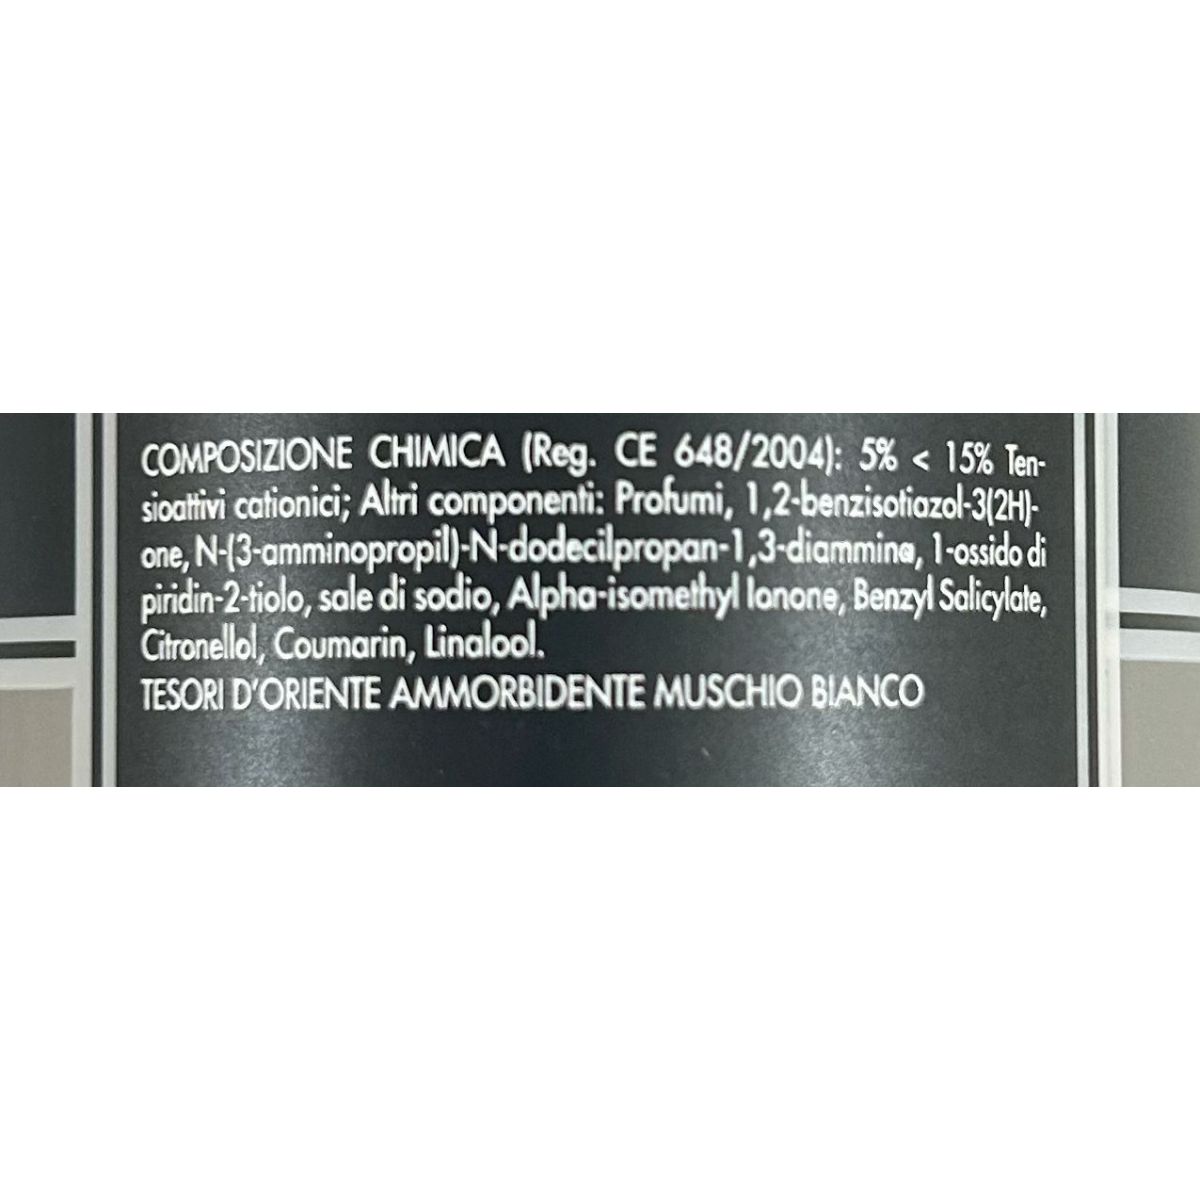 COMPOSIZIONE CHIMICA (Reg. CE 648/2004): 5% < 15% Ten-
sioattivi cationici; Altri componenti: Profumi, 1,2-benzisotiazol-3(2H)-
one, N-(3-amminopropil)-N-dodecilpropan-1,3-diammina, 1-ossido di
piridin-2-tiolo, sale di sodio, Alpha-isomethyl Ionone, Benzyl Salicylate,
Citronellol, Coumarin, Linalool.
TESORI D'ORIENTE AMMORBIDENTE MUSCHIO BIANCO